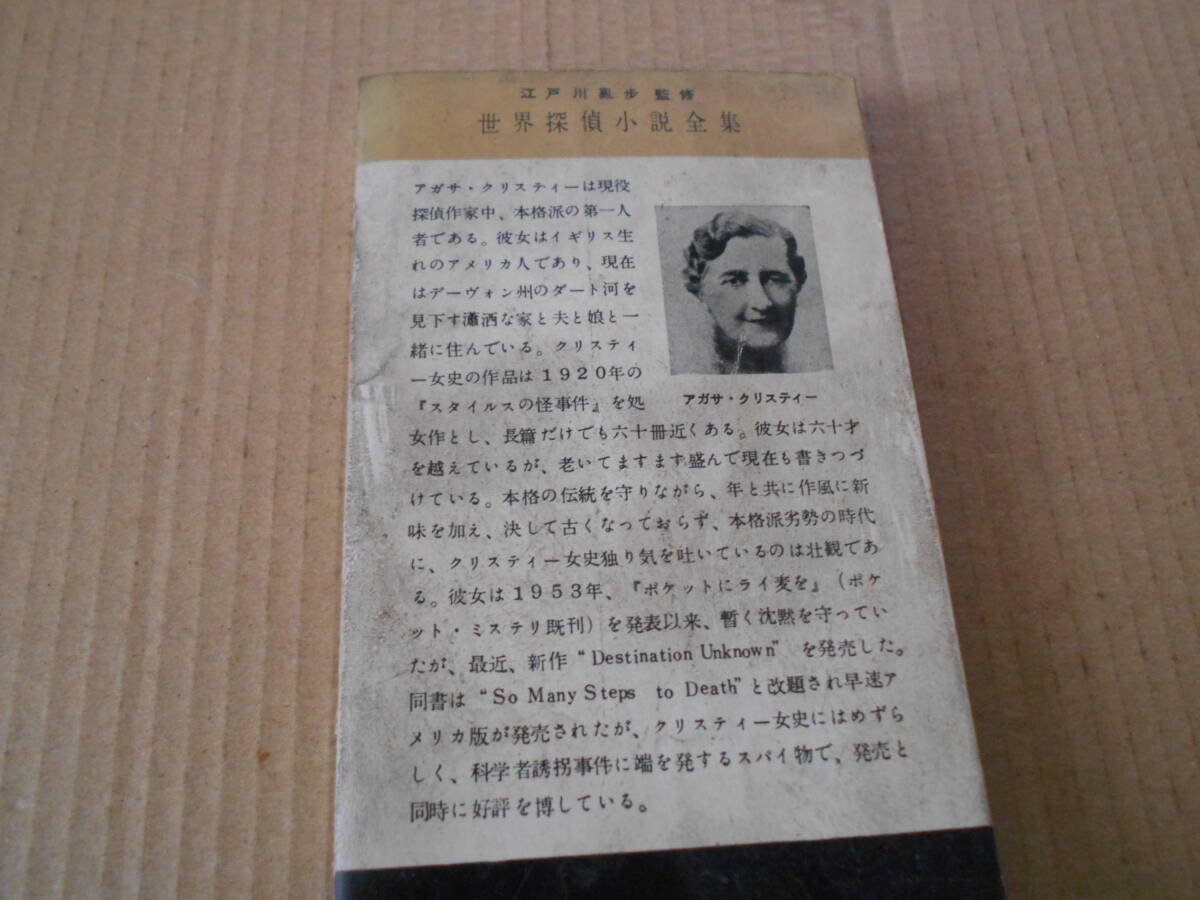 江戸川亂步監修
世界探偵小説全集
アガサ・クリスティーは現役
探偵作家中、本格派の第一人
者である。彼女はイギリス生
れのアメリカ人であり、現在
はデーヴォン州のダート河を
見下す瀟洒な家と夫と娘と一
緒に住んでいる。クリスティ
ー女史の作品は1920年の
『スタイルスの怪事件』を処
女作とし、長篇だけでも六十冊近くある。彼女は六十才
を越えているが、老いてますます盛んで現在も書きつづ
けている。本格の伝統を守りながら、年と共に作風に新
味を加え、決して古くなっておらず、本格派劣勢の時代
に、クリスティー女史独り気を吐いているのは壮観であ
る。彼女は1953年、『ポケットにライ麦を』（ポケ
ット・ミステリ既刊）を発表以来、暫く沈黙を守ってい
たが、最近、新作“Destination Unknown”を発売した。
同書は“So Many Steps to Death”と改題され早速ア
メリカ版が発売されたが、クリスティー女史にはめずら
しく、科学者誘拐事件に端を発するスパイ物で、発売と
同時に好評を博している。
アガサ・クリスティー